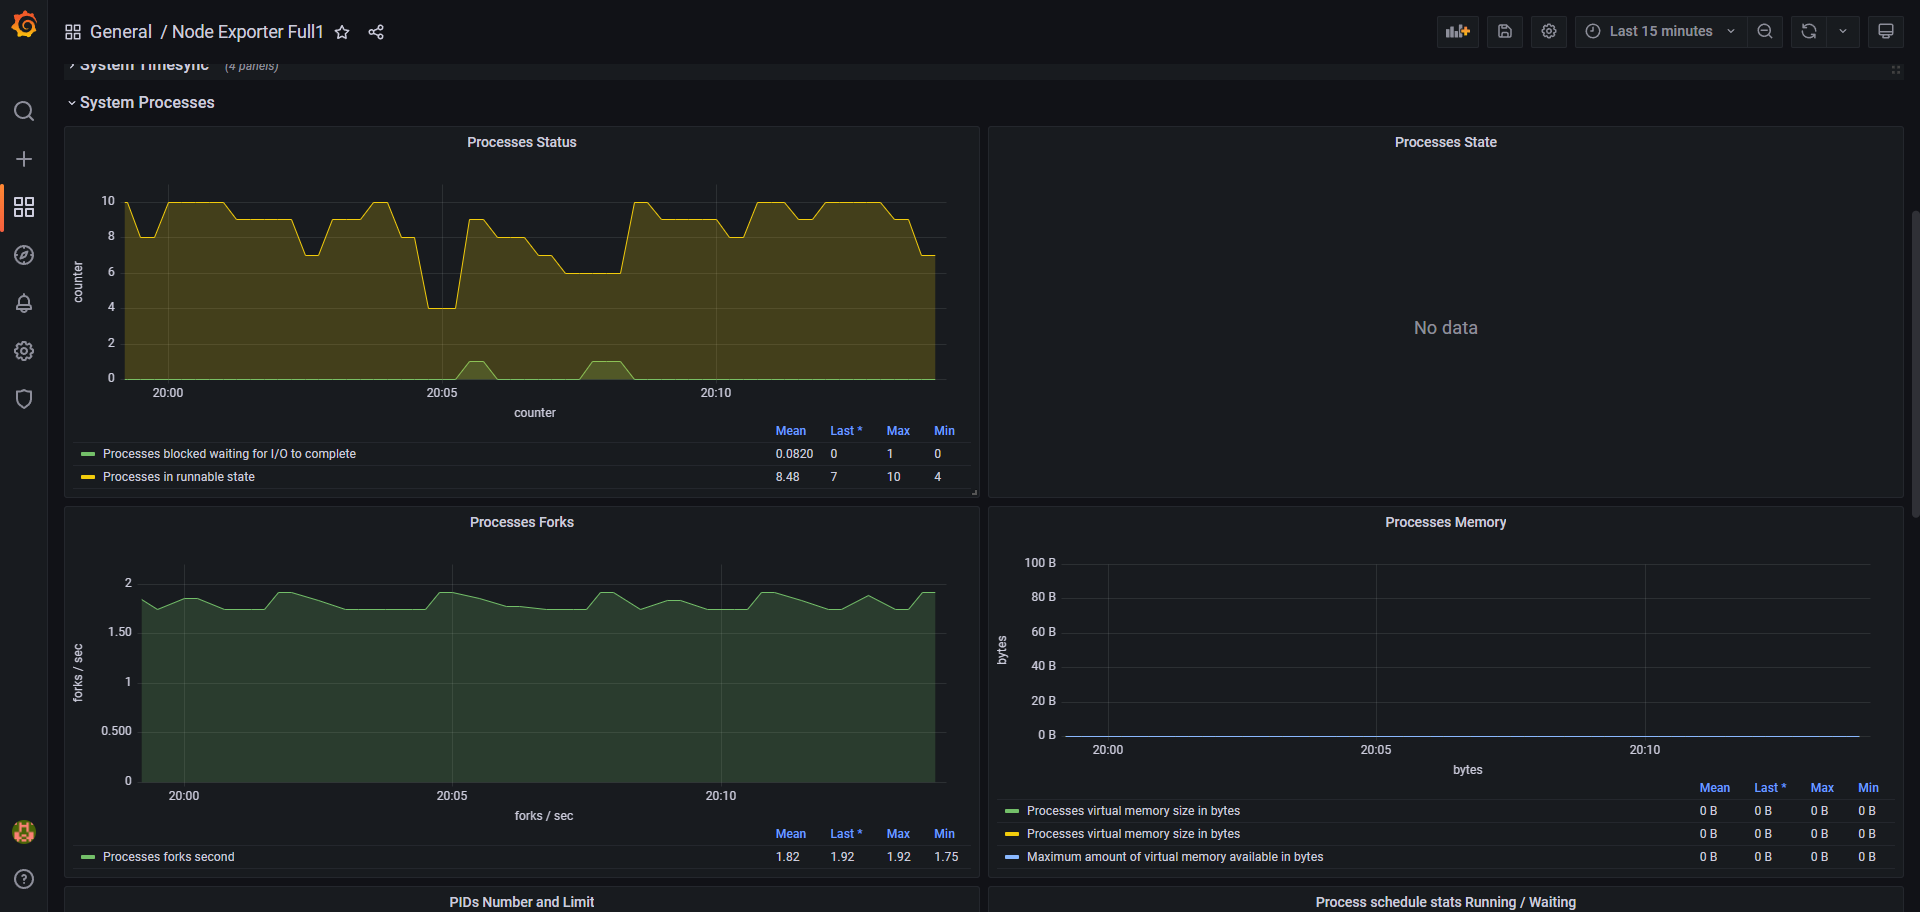 General / Node Exporter Full1
Last 15 minutes
System Timesync (4 panels)
System Processes
Processes Status
counter
10
8
6
4
2
0
20:00 20:05 20:10
counter
Mean Last * Max Min
Processes blocked waiting for I/O to complete 0.0820 0 1 0
Processes in runnable state 8.48 7 10 4
Processes State
No data
Processes Forks
forks / sec
2
1.50
1
0.500
0
20:00 20:05 20:10
forks / sec
Mean Last * Max Min
Processes forks second 1.82 1.92 1.92 1.75
Processes Memory
bytes
100 B
80 B
60 B
40 B
20 B
0 B
20:00 20:05 20:10
bytes
Mean Last * Max Min
Processes virtual memory size in bytes 0 B 0 B 0 B 0 B
Processes virtual memory size in bytes 0 B 0 B 0 B 0 B
Maximum amount of virtual memory available in bytes 0 B 0 B 0 B 0 B
PIDs Number and Limit
Process schedule stats Running / Waiting